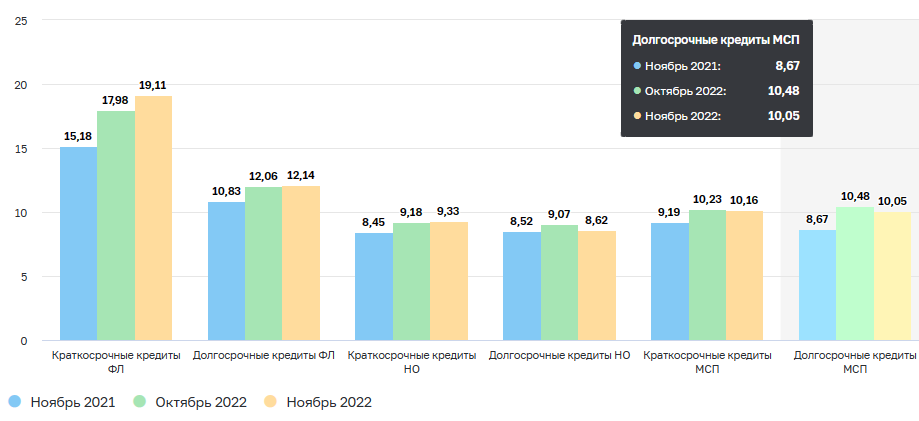 25
20
15
10
5
0
15,18
17,98
19,11
10,83
12,06
12,14
8,45
9,18
9,33
8,52
9,07
8,62
9,19
10,23
10,16
8,67
10,48
10,05
Долгосрочные кредиты МСП
Ноябрь 2021: 8,67
Октябрь 2022: 10,48
Ноябрь 2022: 10,05
Краткосрочные кредиты
ФЛ
Долгосрочные кредиты ФЛ
Краткосрочные кредиты
НО
Долгосрочные кредиты НО
Краткосрочные кредиты
МСП
Долгосрочные кредиты
МСП
Ноябрь 2021 Октябрь 2022 Ноябрь 2022